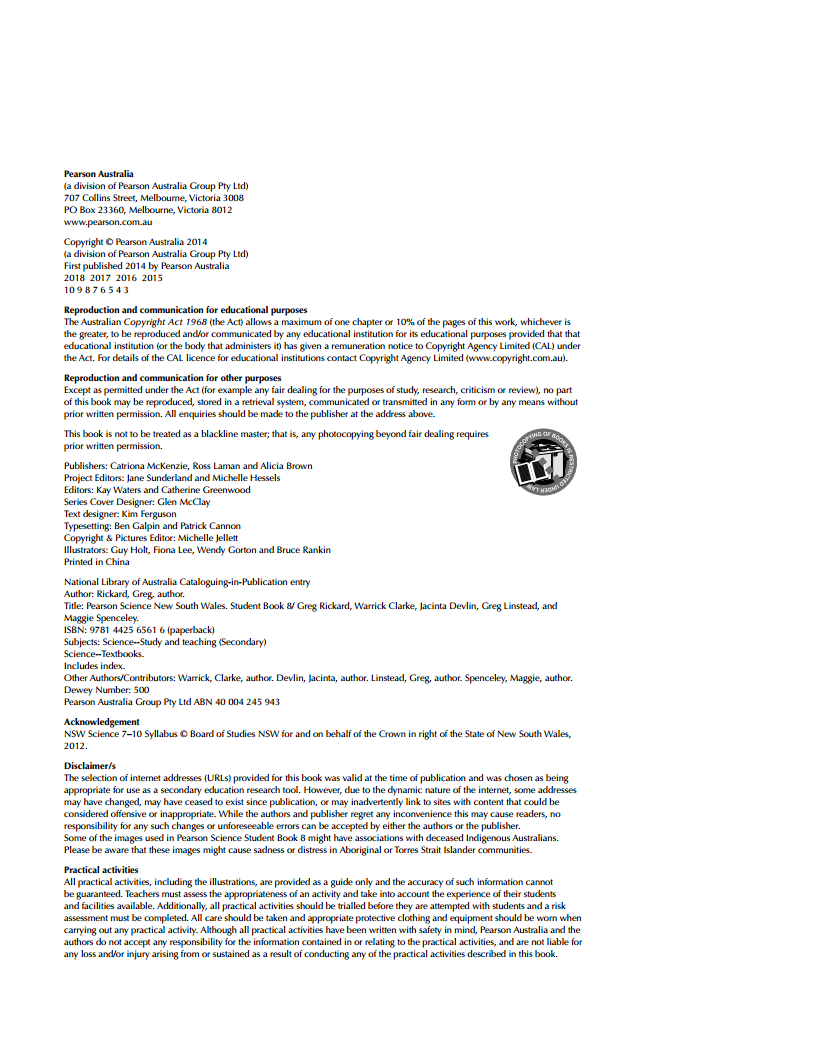 Pearson Australia
(a division of Pearson Australia Group Pty Ltd)
707 Collins Street, Melbourne, Victoria 3008
PO Box 23360, Melbourne, Victoria 8012
www.pearson.com.au
Copyright © Pearson Australia 2014
(a division of Pearson Australia Group Pty Ltd)
First published 2014 by Pearson Australia
2018 2017 2016 2015
10 9 8 7 6 5 4 3
Reproduction and communication for educational purposes
The Australian Copyright Act 1968 (the Act) allows a maximum of one chapter or 10% of the pages of this work, whichever is
the greater, to be reproduced and/or communicated by any educational institution for its educational purposes provided that that
educational institution (or the body that administers it) has given a remuneration notice to Copyright Agency Limited (CAL) under
the Act. For details of the CAL licence for educational institutions contact Copyright Agency Limited (www.copyright.com.au).
Reproduction and communication for other purposes
Except as permitted under the Act (for example any fair dealing for the purposes of study, research, criticism or review), no part
of this book may be reproduced, stored in a retrieval system, communicated or transmitted in any form or by any means without
prior written permission. All enquiries should be made to the publisher at the address above.
This book is not to be treated as a blackline master; that is, any photocopying beyond fair dealing requires
prior written permission.
PHOTOCOPYING OF BOOKS IS RESTRICTED UNDER LAW
Publishers: Catriona McKenzie, Ross Laman and Alicia Brown
Project Editors: Jane Sunderland and Michelle Hessels
Editors: Kay Waters and Catherine Greenwood
Series Cover Designer: Glen McClay
Text designer: Kim Ferguson
Typesetting: Ben Galpin and Patrick Cannon
Copyright & Pictures Editor: Michelle Jellett
Illustrators: Guy Holt, Fiona Lee, Wendy Gorton and Bruce Rankin
Printed in China
National Library of Australia Cataloguing-in-Publication entry
Author: Rickard, Greg, author.
Title: Pearson Science New South Wales. Student Book 8/ Greg Rickard, Warrick Clarke, Jacinta Devlin, Greg Linstead, and
Maggie Spenceley.
ISBN: 9781 4425 6561 6 (paperback)
Subjects: Science--Study and teaching (Secondary)
Science--Textbooks.
Includes index.
Other Authors/Contributors: Warrick, Clarke, author. Devlin, Jacinta, author. Linstead, Greg, author. Spenceley, Maggie, author.
Dewey Number: 500
Pearson Australia Group Pty Ltd ABN 40 004 245 943
Acknowledgement
NSW Science 7–10 Syllabus © Board of Studies NSW for and on behalf of the Crown in right of the State of New South Wales,
2012.
Disclaimer/s
The selection of internet addresses (URLs) provided for this book was valid at the time of publication and was chosen as being
appropriate for use as a secondary education research tool. However, due to the dynamic nature of the internet, some addresses
may have changed, may have ceased to exist since publication, or may inadvertently link to sites with content that could be
considered offensive or inappropriate. While the authors and publisher regret any inconvenience this may cause readers, no
responsibility for any such changes or unforeseeable errors can be accepted by either the authors or the publisher.
Some of the images used in Pearson Science Student Book 8 might have associations with deceased Indigenous Australians.
Please be aware that these images might cause sadness or distress in Aboriginal or Torres Strait Islander communities.
Practical activities
All practical activities, including the illustrations, are provided as a guide only and the accuracy of such information cannot
be guaranteed. Teachers must assess the appropriateness of an activity and take into account the experience of their students
and facilities available. Additionally, all practical activities should be trialled before they are attempted with students and a risk
assessment must be completed. All care should be taken and appropriate protective clothing and equipment should be worn when
carrying out any practical activity. Although all practical activities have been written with safety in mind, Pearson Australia and the
authors do not accept any responsibility for the information contained in or relating to the practical activities, and are not liable for
any loss and/or injury arising from or sustained as a result of conducting any of the practical activities described in this book.